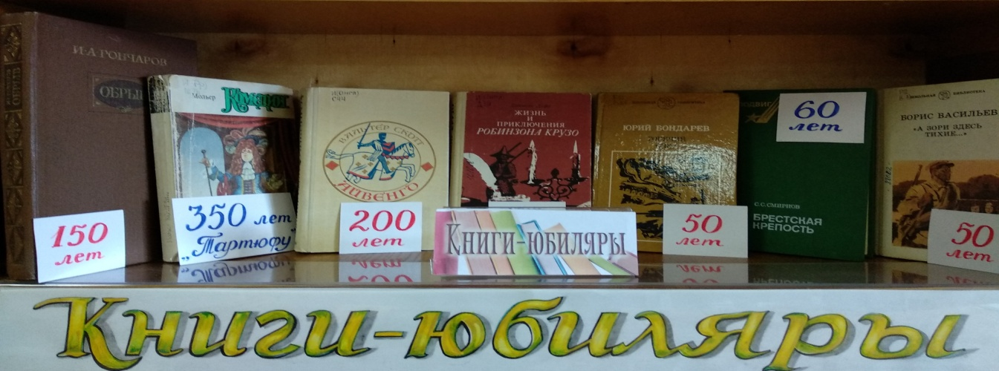 И·А·ГОНЧАРОВ
ОБРЫВ
150
лет
Мольер
Комедии
350 лет
„Тартюфу"
ВАЛЬТЕР СКОТТ
АЙВЕНГО
200
лет
ЖИЗНЬ
И
ПРИКЛЮЧЕНИЯ
РОБИНЗОНА КРУЗО
Книги-юбиляры
ЮРИЙ БОНДАРЕВ
50
лет
60
лет
С.С.СМИРНОВ
БРЕСТСКАЯ
КРЕПОСТЬ
Школьная библиотека
БОРИС ВАСИЛЬЕВ
«А ЗОРИ ЗДЕСЬ
ТИХИЕ...»
50
лет
Книги-юбиляры